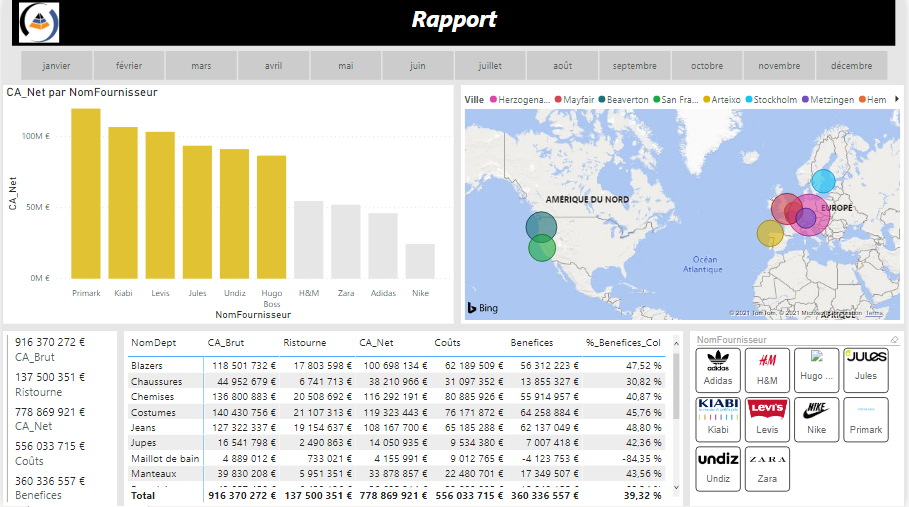 Rapport
janvier février mars avril mai juin juillet août septembre octobre novembre décembre
CA_Net par NomFournisseur
100M €
50M €
0M €
CA_Net
Primark Kiabi Levis Jules Undiz Hugo Boss H&M Zara Adidas Nike
NomFournisseur
Ville Herzogena... Mayfair Beaverton San Fra... Arteixo Stockholm Metzingen Hem
AMÉRIQUE DU NORD
EUROPE
Océan
Atlantique
AFRIQUE
Bing
© 2021 TomTom, © 2021 Microsoft Corporation Terms
916 370 272 €
CA_Brut
137 500 351 €
Ristourne
778 869 921 €
CA_Net
556 033 715 €
Coûts
360 336 557 €
Benefices
NomDept CA_Brut Ristourne CA_Net Coûts Benefices %_Benefices_Col
Blazers 118 501 732 € 17 803 598 € 100 698 134 € 62 189 509 € 56 312 223 € 47,52 %
Chaussures 44 952 679 € 6 741 713 € 38 210 966 € 31 097 352 € 13 855 327 € 30,82 %
Chemises 136 800 883 € 20 508 692 € 116 292 191 € 80 885 926 € 55 914 957 € 40,87 %
Costumes 140 430 756 € 21 107 313 € 119 323 443 € 76 171 872 € 64 258 884 € 45,76 %
Jeans 127 322 337 € 19 154 637 € 108 167 700 € 65 185 288 € 62 137 049 € 48,80 %
Jupes 16 541 798 € 2 490 863 € 14 050 935 € 9 534 380 € 7 007 418 € 42,36 %
Maillot de bain 4 889 012 € 733 021 € 4 155 991 € 9 012 765 € -4 123 753 € -84,35 %
Manteaux 39 830 208 € 5 951 351 € 33 878 857 € 22 480 701 € 17 349 507 € 43,56 %
Total 916 370 272 € 137 500 351 € 778 869 921 € 556 033 715 € 360 336 557 € 39,32 %
NomFournisseur
adidas H&M JULES
Adidas H&M Hugo ... Jules
KIABI LEVI'S NIKE
Kiabi Levis Nike Primark
undiz ZARA
Undiz Zara